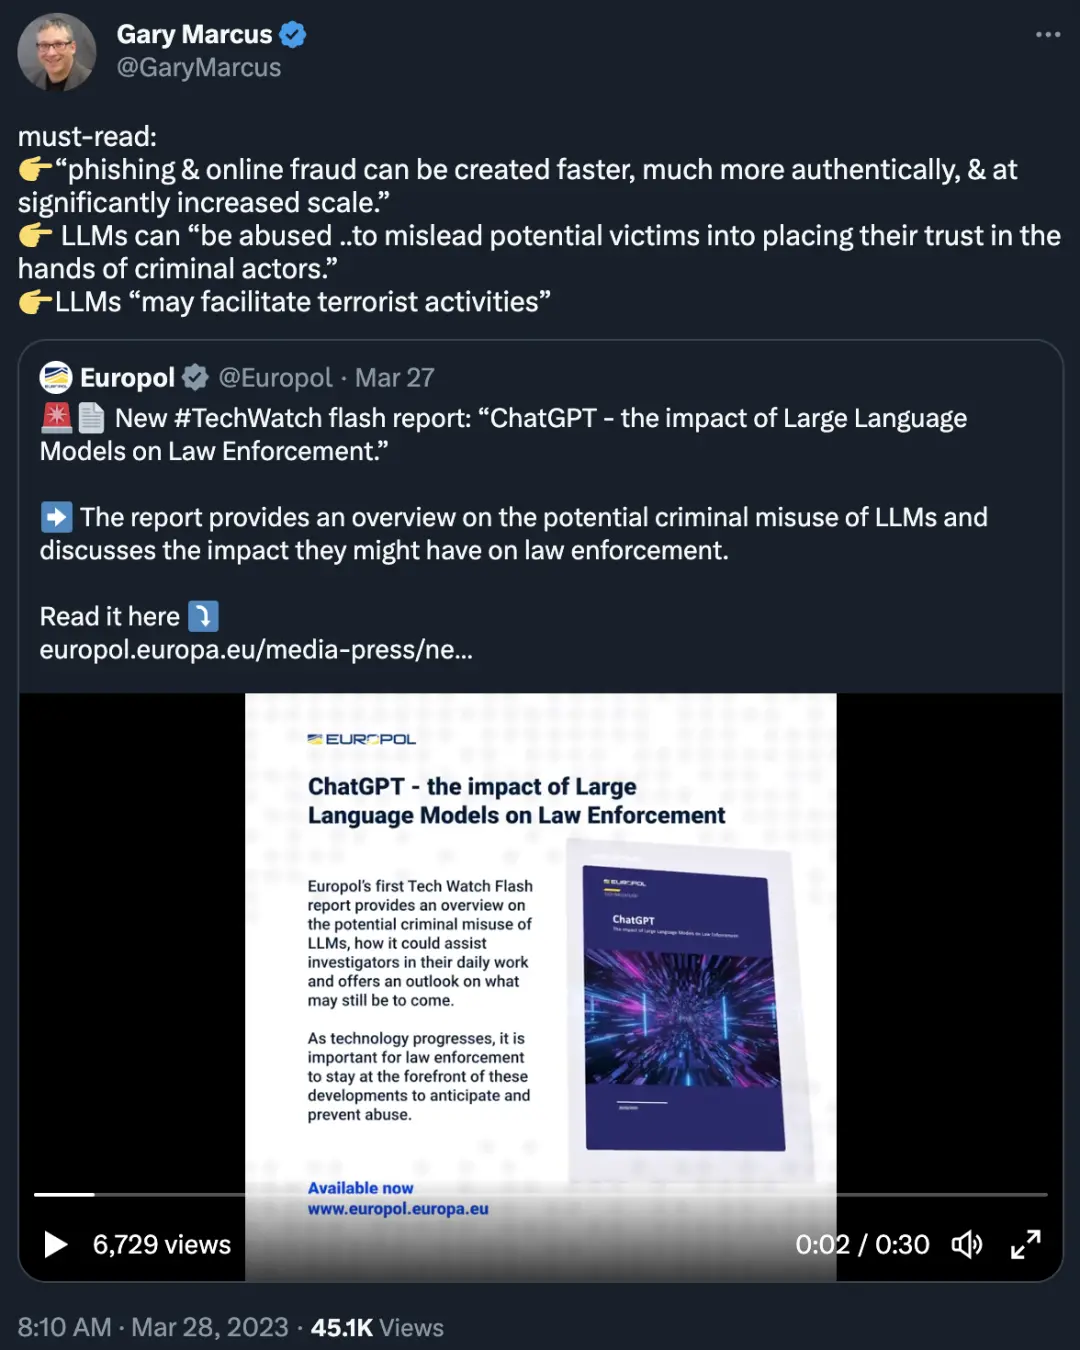 Gary Marcus
@GaryMarcus
must-read:
👉“phishing & online fraud can be created faster, much more authentically, & at
significantly increased scale.”
👉 LLMs can “be abused ..to mislead potential victims into placing their trust in the
hands of criminal actors.”
👉LLMs “may facilitate terrorist activities”
Europol @Europol · Mar 27
🚨📄 New #TechWatch flash report: “ChatGPT - the impact of Large Language
Models on Law Enforcement.”
➡️ The report provides an overview on the potential criminal misuse of LLMs and
discusses the impact they might have on law enforcement.
Read it here ⤵️
europol.europa.eu/media-press/ne...
EUROPOL
ChatGPT - the impact of Large
Language Models on Law Enforcement
Europol's first Tech Watch Flash
report provides an overview on
the potential criminal misuse of
LLMs, how it could assist
investigators in their daily work
and offers an outlook on what
may still be to come.
As technology progresses, it is
important for law enforcement
to stay at the forefront of these
developments to anticipate and
prevent abuse.
EUROPOL
ChatGPT
The impact of Large Language Models on Law Enforcement
Available now
www.europol.europa.eu
6,729 views
0:02 / 0:30
8:10 AM · Mar 28, 2023 · 45.1K Views